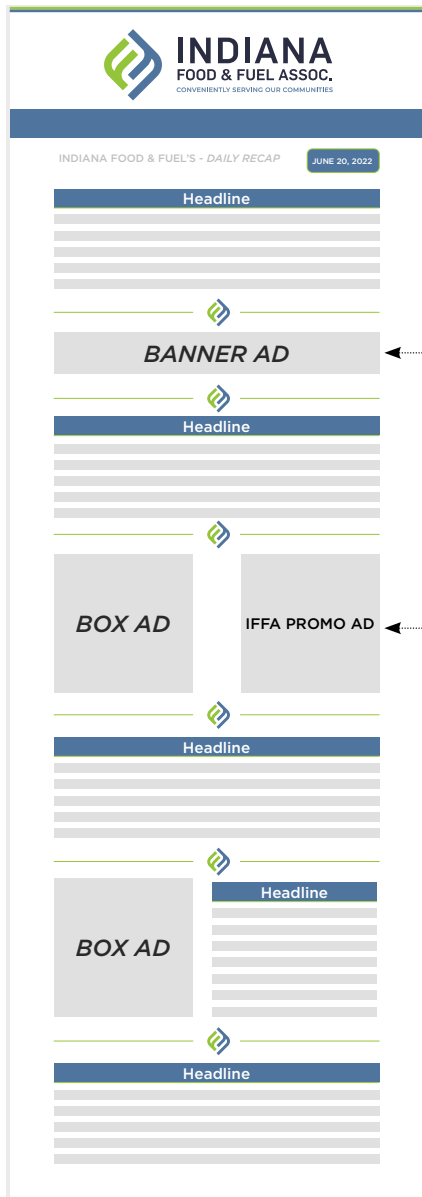 INDIANA
FOOD & FUEL ASSOC.
CONVENIENTLY SERVING OUR COMMUNITIES
INDIANA FOOD & FUEL'S - DAILY RECAP
JUNE 20, 2022
Headline
BANNER AD
Headline
BOX AD
IFFA PROMO AD
Headline
BOX AD
Headline
Headline